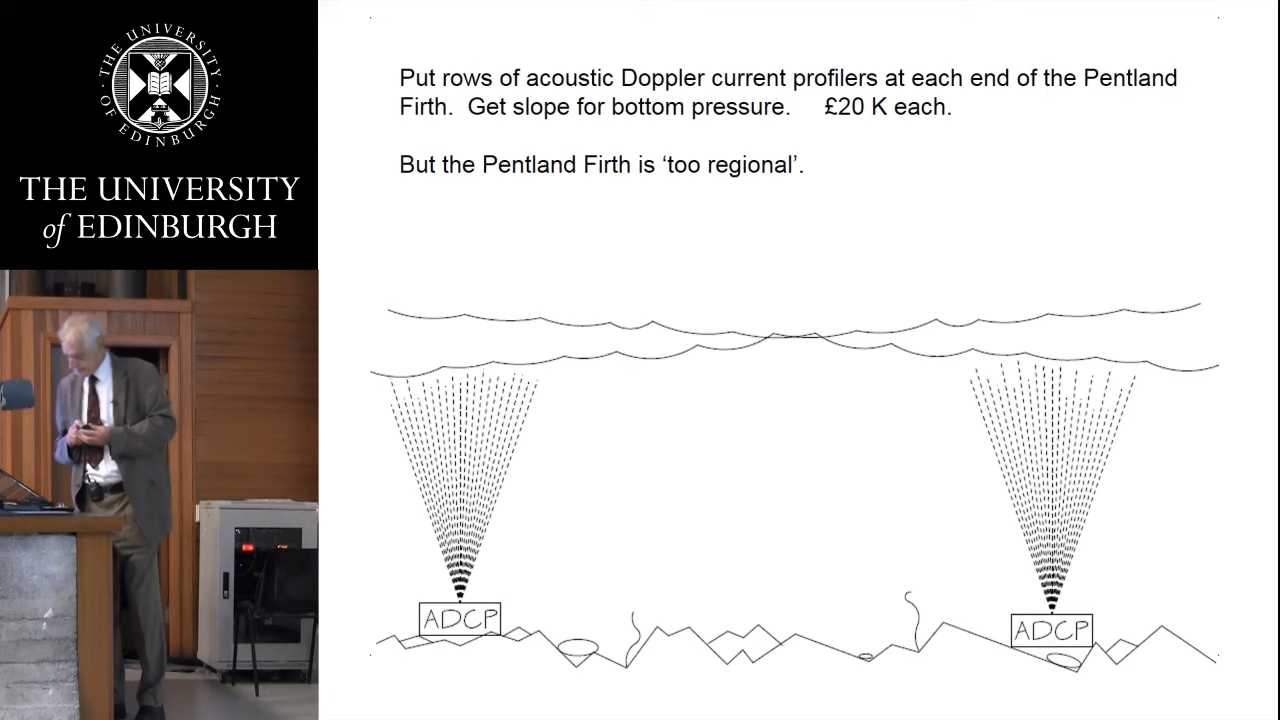 THE UNIVERSITY
OF EDINBURGH
THE UNIVERSITY
of EDINBURGH
Put rows of acoustic Doppler current profilers at each end of the Pentland
Firth. Get slope for bottom pressure. £20 K each.
But the Pentland Firth is ‘too regional’.
ADCP
ADCP